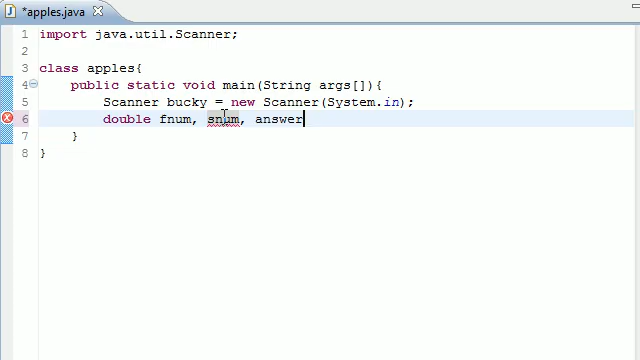 *apples.java
1 import java.util.Scanner;
2
3 class apples{
4 public static void main(String args[]){
5 Scanner bucky = new Scanner(System.in);
6 double fnum, snum, answer
7 }
8 }